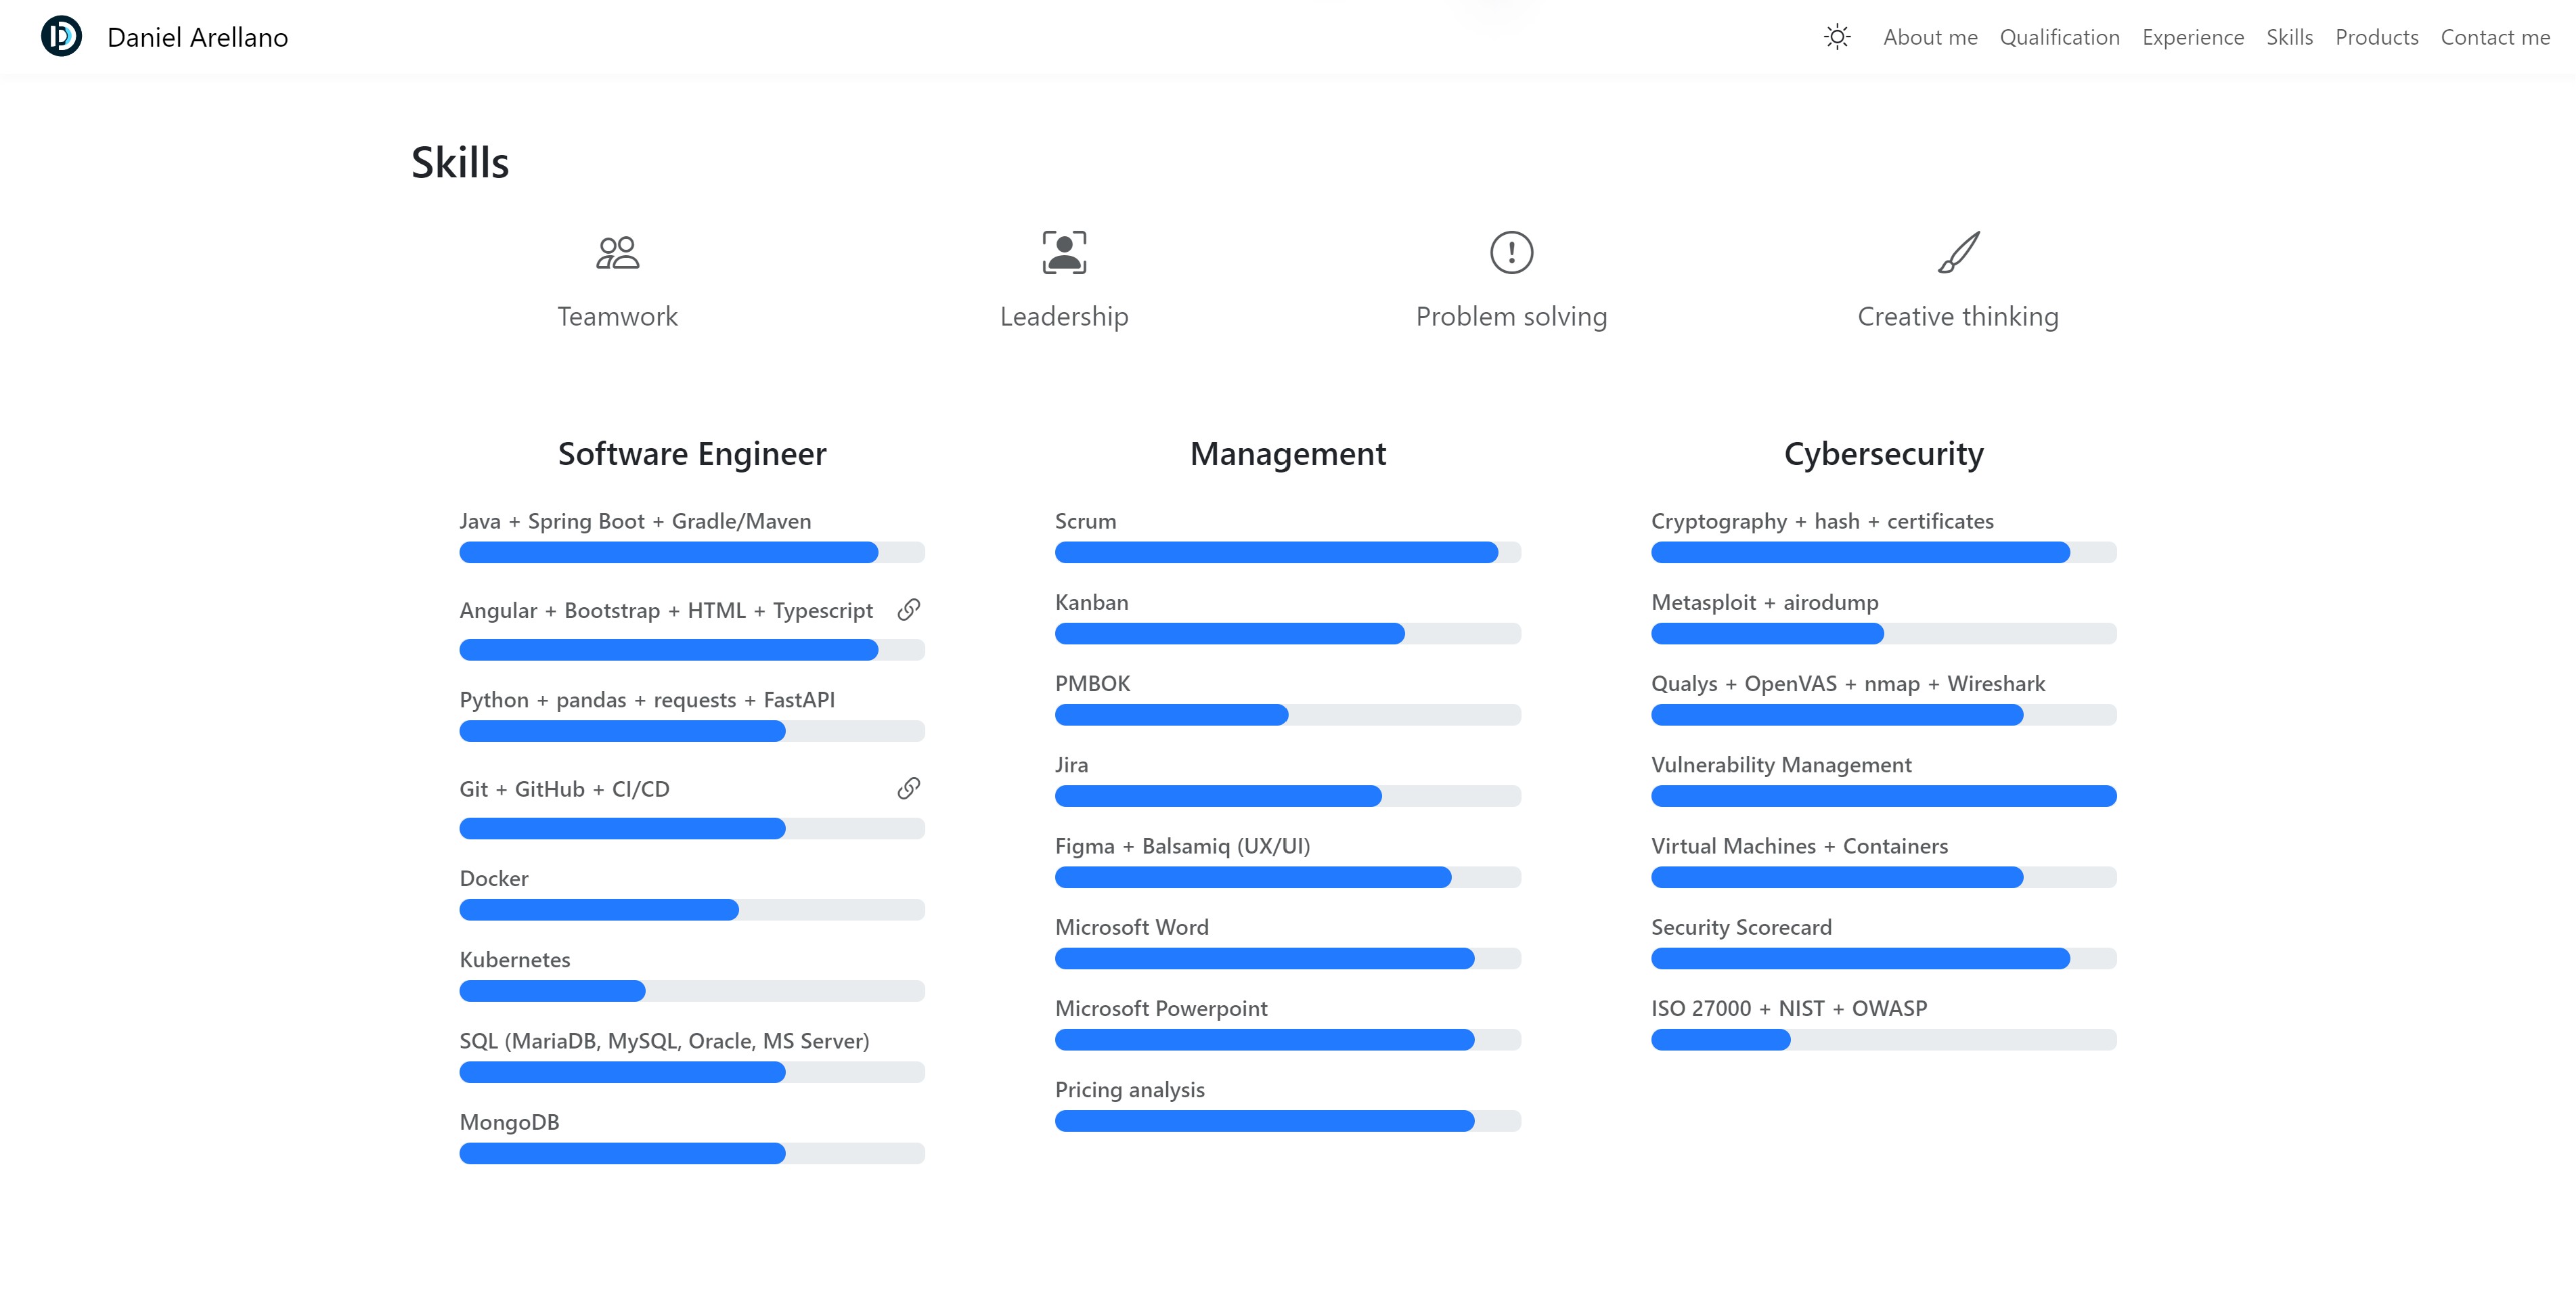 Daniel Arellano
About me Qualification Experience Skills Products Contact me
Skills
Teamwork
Leadership
Problem solving
Creative thinking
Software Engineer
Java + Spring Boot + Gradle/Maven
Angular + Bootstrap + HTML + Typescript
Python + pandas + requests + FastAPI
Git + GitHub + CI/CD
Docker
Kubernetes
SQL (MariaDB, MySQL, Oracle, MS Server)
MongoDB
Management
Scrum
Kanban
PMBOK
Jira
Figma + Balsamiq (UX/UI)
Microsoft Word
Microsoft Powerpoint
Pricing analysis
Cybersecurity
Cryptography + hash + certificates
Metasploit + airodump
Qualys + OpenVAS + nmap + Wireshark
Vulnerability Management
Virtual Machines + Containers
Security Scorecard
ISO 27000 + NIST + OWASP